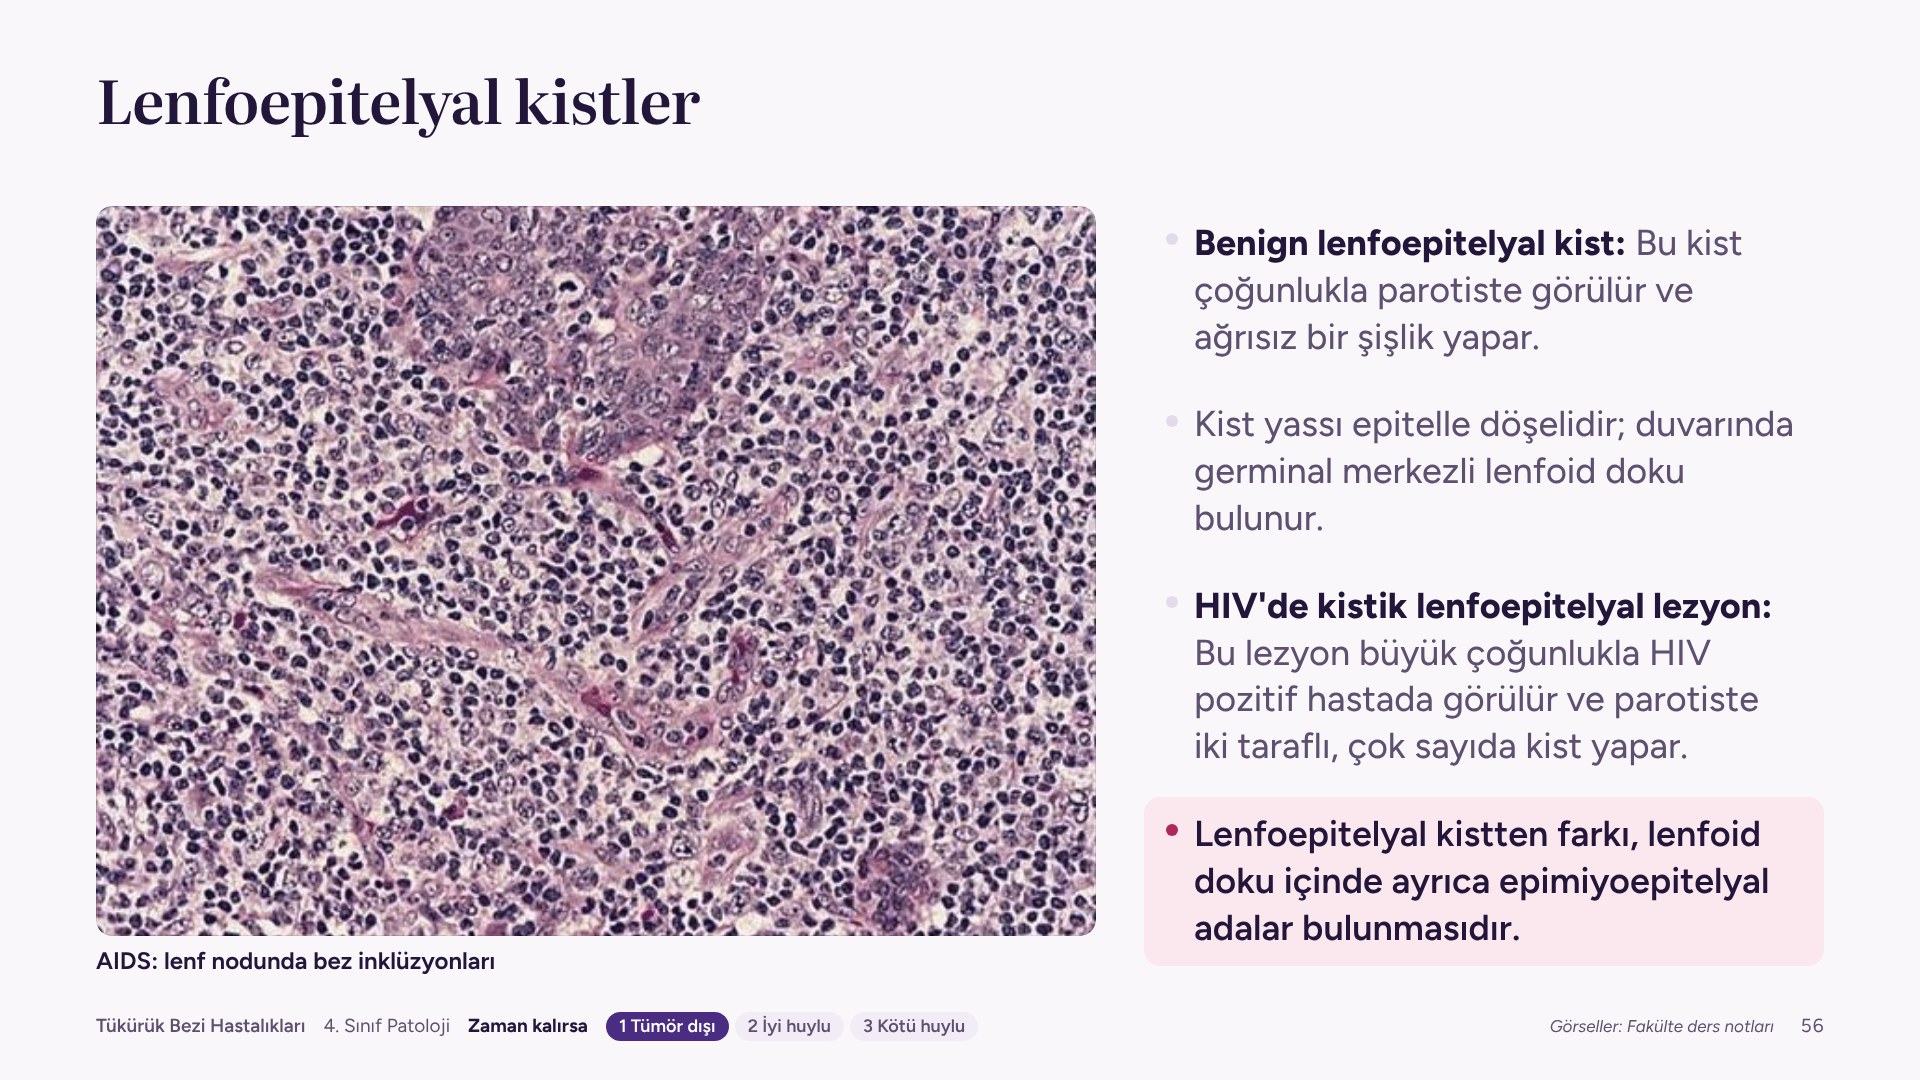 Lenfoepitelyal kistler
Benign lenfoepitelyal kist: Bu kist
çoğunlukla parotiste görülür ve
ağrısız bir şişlik yapar.
Kist yassı epitelle döşelidir; duvarında
germinal merkezli lenfoid doku
bulunur.
HIV'de kistik lenfoepitelyal lezyon:
Bu lezyon büyük çoğunlukla HIV
pozitif hastada görülür ve parotiste
iki taraflı, çok sayıda kist yapar.
Lenfoepitelyal kistten farkı, lenfoid
doku içinde ayrıca epimiyoepitelyal
adalar bulunmasıdır.
AIDS: lenf nodunda bez inklüzyonları
Tükürük Bezi Hastalıkları 4. Sınıf Patoloji Zaman kalırsa 1 Tümör dışı 2 İyi huylu 3 Kötü huylu Görseller: Fakülte ders notları 56